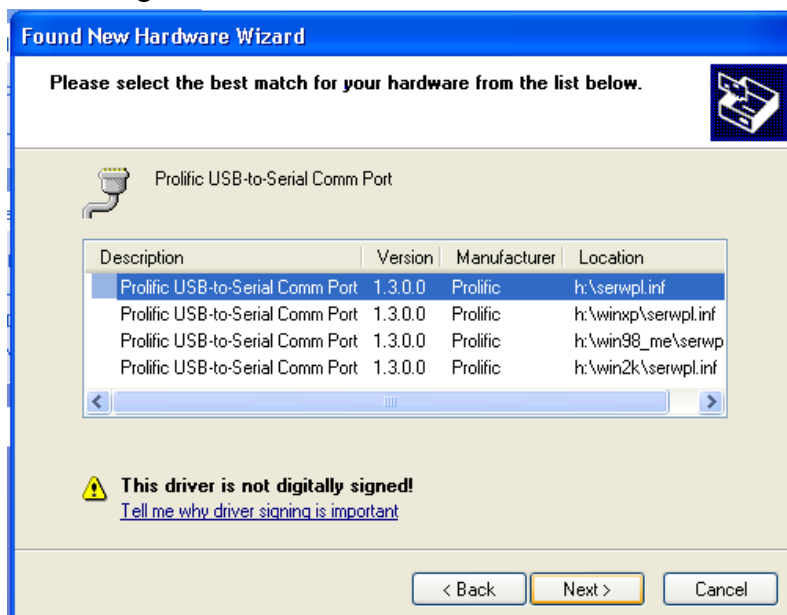 Found New Hardware Wizard
Please select the best match for your hardware from the list below.
Prolific USB-to-Serial Comm Port
Description Version Manufacturer Location
Prolific USB-to-Serial Comm Port 1.3.0.0 Prolific h:\serwpl.inf
Prolific USB-to-Serial Comm Port 1.3.0.0 Prolific h:\winxp\serwpl.inf
Prolific USB-to-Serial Comm Port 1.3.0.0 Prolific h:\win98_me\serwp
Prolific USB-to-Serial Comm Port 1.3.0.0 Prolific h:\win2k\serwpl.inf
This driver is not digitally signed!
Tell me why driver signing is important
< Back Next > Cancel